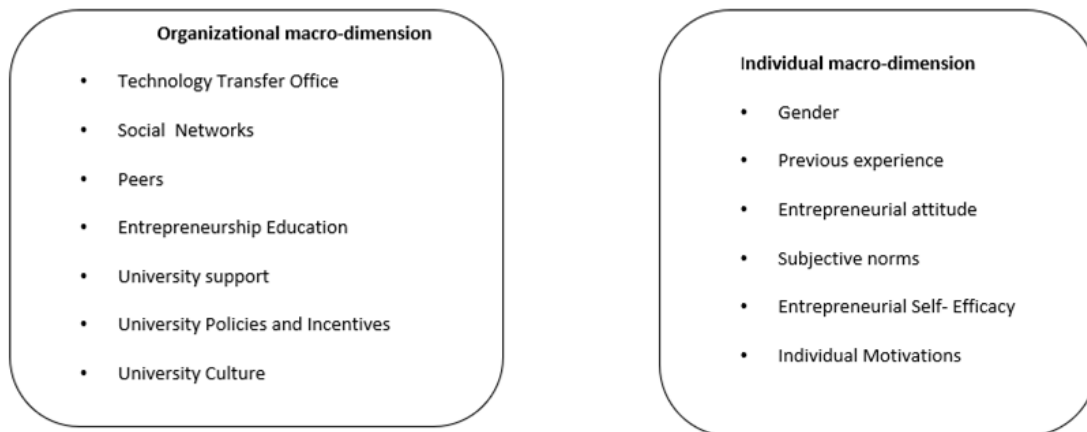 Organizational macro-dimension
• Technology Transfer Office
• Social Networks
• Peers
• Entrepreneurship Education
• University support
• University Policies and Incentives
• University Culture
Individual macro-dimension
• Gender
• Previous experience
• Entrepreneurial attitude
• Subjective norms
• Entrepreneurial Self- Efficacy
• Individual Motivations